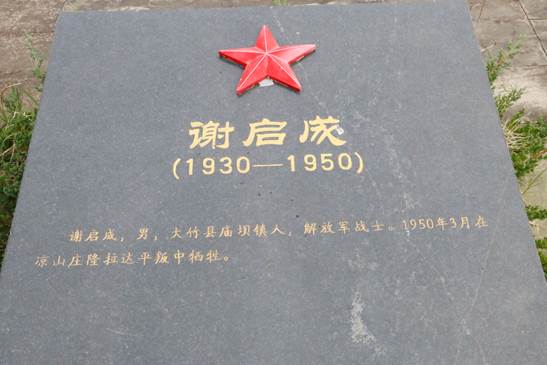 谢启成
(1930—1950)
谢启成，男，大竹县庙坝镇人，解放军战士。1950年3月在
凉山庄隆拉达平叛中牺牲。